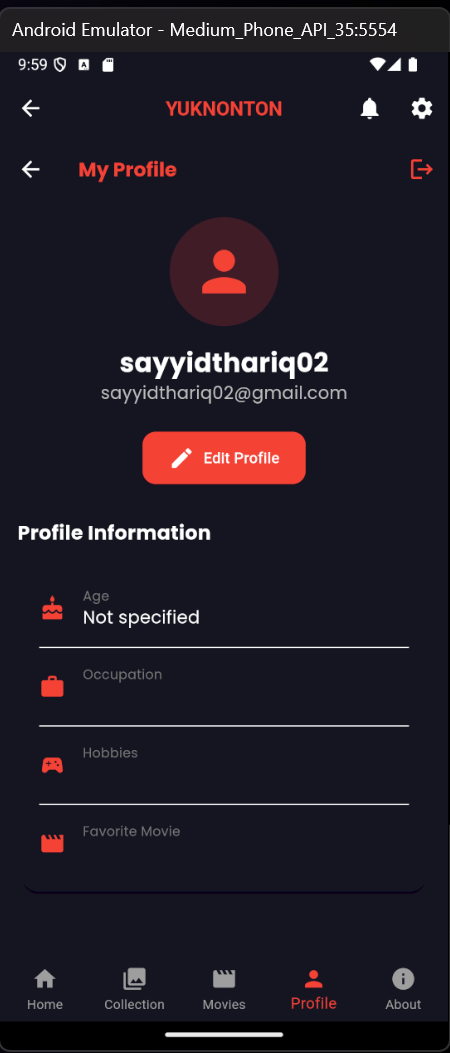 Android Emulator - Medium_Phone_API_35:5554
9:59
A
YUKNONTON
My Profile
sayyidthariq02
sayyidthariq02@gmail.com
Edit Profile
Profile Information
Age
Not specified
Occupation
Hobbies
Favorite Movie
Home Collection Movies Profile About